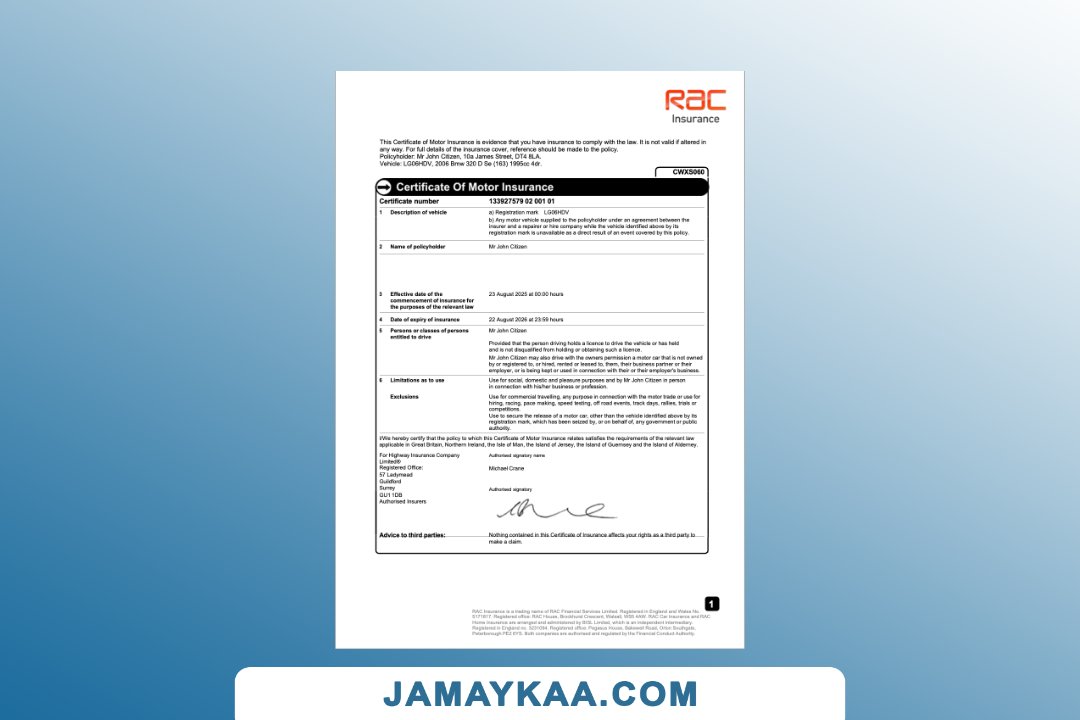 RAC
Insurance
This Certificate of Motor Insurance is evidence that you have insurance to comply with the law. It is not valid if altered in
any way. For full details of the insurance cover, reference should be made to the policy.
Policyholder: Mr John Citizen, 10a James Street, DT4 8LA.
Vehicle: LG06HDV, 2006 Bmw 320 D Se (163) 1995cc 4dr.
CWXS060
Certificate Of Motor Insurance
Certificate number 133927579 02 001 01
1 Description of vehicle a) Registration mark LG06HDV
b) Any motor vehicle supplied to the policyholder under an agreement between the
insurer and a repairer or hire company while the vehicle identified above by its
registration mark is unavailable as a direct result of an event covered by this policy.
2 Name of policyholder Mr John Citizen
3 Effective date of the 23 August 2025 at 00:00 hours
commencement of insurance for
the purposes of the relevant law
4 Date of expiry of insurance 22 August 2026 at 23:59 hours
5 Persons or classes of persons Mr John Citizen
entitled to drive
Provided that the person driving holds a licence to drive the vehicle or has held
and is not disqualified from holding or obtaining such a licence.
Mr John Citizen may also drive with the owners permission a motor car that is not owned
by or registered to, or hired, rented or leased to, them, their business partner or their
employer, or is being kept or used in connection with their or their employer's business.
6 Limitations as to use Use for social, domestic and pleasure purposes and by Mr John Citizen in person
in connection with his/her business or profession.
Exclusions Use for commercial travelling, any purpose in connection with the motor trade or use for
hiring, racing, pace making, speed testing, off road events, track days, rallies, trials or
competitions.
Use to secure the release of a motor car, other than the vehicle identified above by its
registration mark, which has been seized by, or on behalf of, any government or public
authority.
I/We hereby certify that the policy to which this Certificate of Motor Insurance relates satisfies the requirements of the relevant law
applicable in Great Britain, Northern Ireland, the Isle of Man, the Island of Jersey, the Island of Guernsey and the Island of Alderney.
For Highway Insurance Company
Limited®
Registered Office:
57 Ladymead
Guildford
Surrey
GU1 1DB
Authorised Insurers
Authorised signatory name
Michael Crane
Authorised signatory
Advice to third parties: Nothing contained in this Certificate of Insurance affects your rights as a third party to
make a claim.
1
RAC Insurance is a trading name of RAC Financial Services Limited. Registered in England and Wales No.
Registered office: RAC House, Brockhurst Crescent, Walsall, WS5 4AW. RAC Car Insurance and RAC
Home Insurance are arranged and administered by BISL Limited, which is an independent intermediary.
Registered in England no. 3231094. Registered office: Pegasus House, Bakewell Road, Orton Southgate,
Peterborough PE2 6YS. Both companies are authorised and regulated by the Financial Conduct Authority.
JAMAYKAA.COM